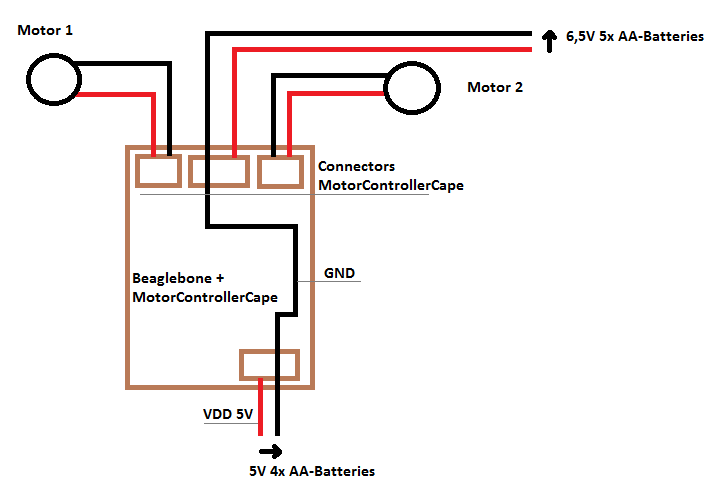 Motor 1
6,5V 5x AA-Batteries
Motor 2
Connectors
MotorControllerCape
GND
Beaglebone +
MotorControllerCape
VDD 5V
5V 4x AA-Batteries